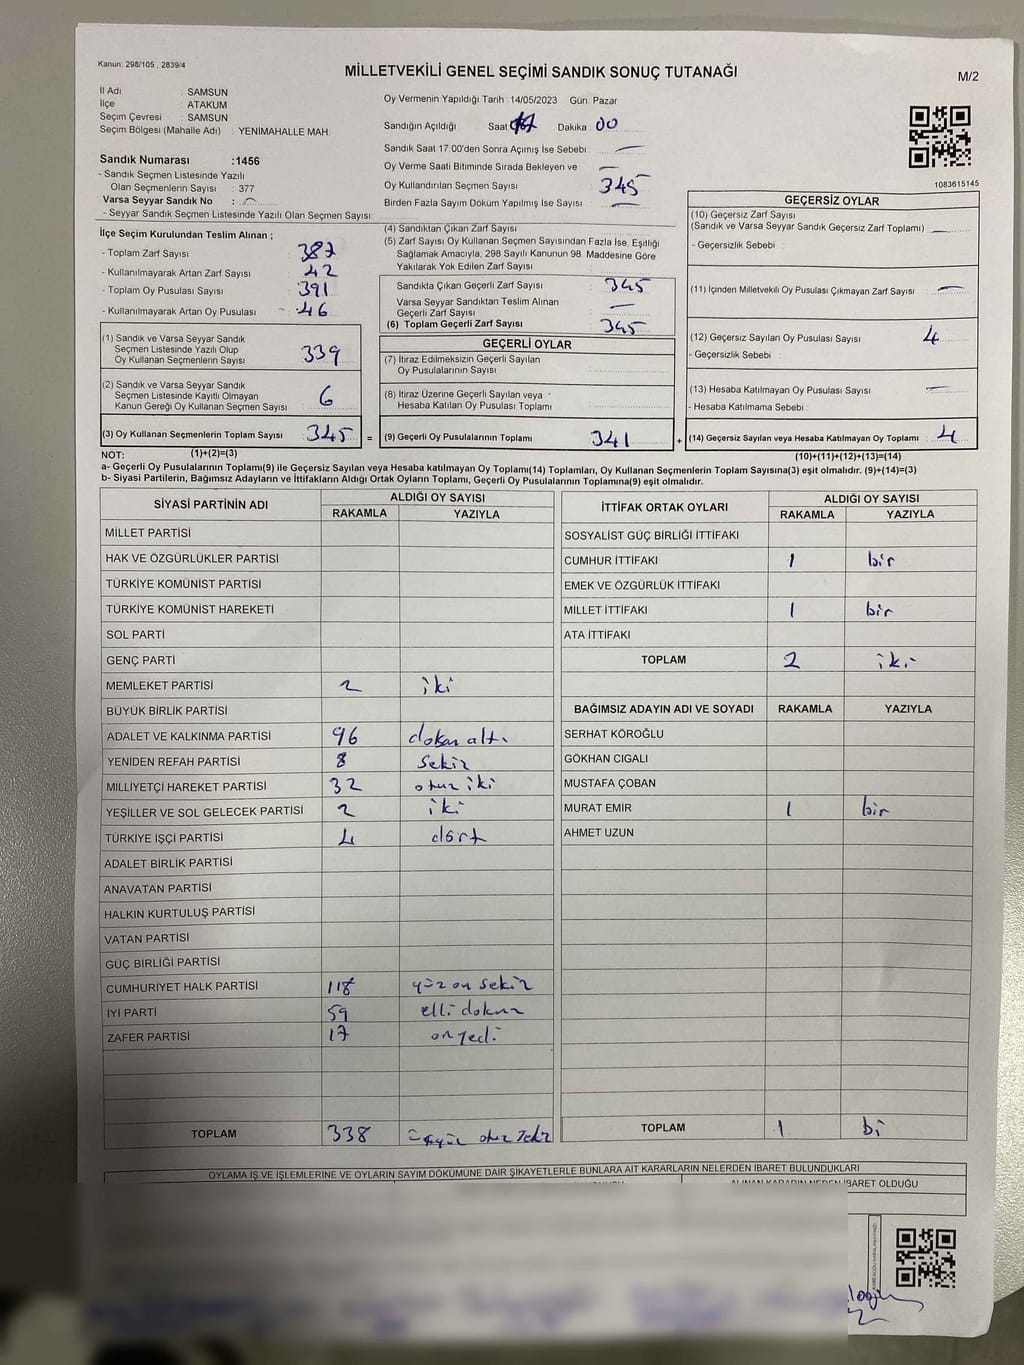 Kanun: 298/105 , 2839/4
MİLLETVEKİLİ GENEL SEÇİMİ SANDIK SONUÇ TUTANAĞI
M/2
İl Adı : SAMSUN
İlçe : ATAKUM
Seçim Çevresi : SAMSUN
Seçim Bölgesi (Mahalle Adı) : YENİMAHALLE MAH.
Sandık Numarası :1456
- Sandık Seçmen Listesinde Yazılı
Olan Seçmenlerin Sayısı : 377
Varsa Seyyar Sandık No :
- Seyyar Sandık Seçmen Listesinde Yazılı Olan Seçmen Sayısı:
Oy Vermenin Yapıldığı Tarih : 14/05/2023 Gün: Pazar
Sandığın Açıldığı Saat Dakika 00
Sandık Saat 17:00'den Sonra Açımış İse Sebebi :
Oy Verme Saati Bitiminde Sırada Bekleyen ve
Oy Kullandırılan Seçmen Sayısı 345
Birden Fazla Sayım Döküm Yapılmış İse Sayısı :
1083615145
İlçe Seçim Kurulundan Teslim Alınan ;
- Toplam Zarf Sayısı : 387
- Kullanılmayarak Artan Zarf Sayısı : 42
- Toplam Oy Pusulası Sayısı : 391
- Kullanılmayarak Artan Oy Pusulası : 46
(1) Sandık ve Varsa Seyyar Sandık
Seçmen Listesinde Yazılı Olup
Oy Kullanan Seçmenlerin Sayısı : 339
(2) Sandık ve Varsa Seyyar Sandık
Seçmen Listesinde Kayıtlı Olmayan
Kanun Gereği Oy Kullanan Seçmen Sayısı : 6
(3) Oy Kullanan Seçmenlerin Toplam Sayısı : 345 =
(1)+(2)=(3)
(4) Sandıktan Çıkan Zarf Sayısı :
(5) Zarf Sayısı Oy Kullanan Seçmen Sayısından Fazla İse, Eşitliği
Sağlamak Amacıyla, 298 Sayılı Kanunun 98. Maddesine Göre
Yakılarak Yok Edilen Zarf Sayısı :
Sandıkta Çıkan Geçerli Zarf Sayısı : 345
Varsa Seyyar Sandıktan Teslim Alınan
Geçerli Zarf Sayısı :
(6) Toplam Geçerli Zarf Sayısı : 345
GEÇERLİ OYLAR
(7) İtiraz Edilmeksizin Geçerli Sayılan
Oy Pusulalarının Sayısı :
(8) İtiraz Üzerine Geçerli Sayılan veya
Hesaba Katılan Oy Pusulası Toplamı :
(9) Geçerli Oy Pusulalarının Toplamı : 341 +
GEÇERSİZ OYLAR
(10) Geçersiz Zarf Sayısı
(Sandık ve Varsa Seyyar Sandık Geçersiz Zarf Toplamı) :
- Geçersizlik Sebebi :
(11) İçinden Milletvekili Oy Pusulası Çıkmayan Zarf Sayısı :
(12) Geçersiz Sayılan Oy Pusulası Sayısı : 4
- Geçersizlik Sebebi :
(13) Hesaba Katılmayan Oy Pusulası Sayısı :
- Hesaba Katılmama Sebebi :
(14) Geçersiz Sayılan veya Hesaba Katılmayan Oy Toplamı : 4
(10)+(11)+(12)+(13)=(14)
NOT:
a- Geçerli Oy Pusulalarının Toplamı(9) ile Geçersiz Sayılan veya Hesaba katılmayan Oy Toplamı(14) Toplamları, Oy Kullanan Seçmenlerin Toplam Sayısına(3) eşit olmalıdır. (9)+(14)=(3)
b- Siyasi Partilerin, Bağımsız Adayların ve İttifakların Aldığı Ortak Oyların Toplamı, Geçerli Oy Pusulalarının Toplamına(9) eşit olmalıdır.
SİYASİ PARTİNİN ADI ALDIĞI OY SAYISI
RAKAMLA YAZIYLA
MİLLET PARTİSİ
HAK VE ÖZGÜRLÜKLER PARTİSİ
TÜRKİYE KOMÜNİST PARTİSİ
TÜRKİYE KOMÜNİST HAREKETİ
SOL PARTİ
GENÇ PARTİ
MEMLEKET PARTİSİ 2 iki
BÜYÜK BİRLİK PARTİSİ
ADALET VE KALKINMA PARTİSİ 96 doksan altı
YENİDEN REFAH PARTİSİ 8 sekiz
MİLLİYETÇİ HAREKET PARTİSİ 32 otuz iki
YEŞİLLER VE SOL GELECEK PARTİSİ 2 iki
TÜRKİYE İŞÇİ PARTİSİ 4 dört
ADALET BİRLİK PARTİSİ
ANAVATAN PARTİSİ
HALKIN KURTULUŞ PARTİSİ
VATAN PARTİSİ
GÜÇ BİRLİĞİ PARTİSİ
CUMHURİYET HALK PARTİSİ 118 yüz on sekiz
İYİ PARTİ 59 elli dokuz
ZAFER PARTİSİ 17 on yedi
TOPLAM 338 üçyüz otuz sekiz
İTTİFAK ORTAK OYLARI ALDIĞI OY SAYISI
RAKAMLA YAZIYLA
SOSYALİST GÜÇ BİRLİĞİ İTTİFAKI
CUMHUR İTTİFAKI 1 bir
EMEK VE ÖZGÜRLÜK İTTİFAKI
MİLLET İTTİFAKI 1 bir
ATA İTTİFAKI
TOPLAM 2 iki
BAĞIMSIZ ADAYIN ADI VE SOYADI RAKAMLA YAZIYLA
SERHAT KÖROĞLU
GÖKHAN CIGALI
MUSTAFA ÇOBAN
MURAT EMİR 1 bir
AHMET UZUN
TOPLAM 1 bi
OYLAMA İŞ VE İŞLEMLERİNE VE OYLARIN SAYIM DÖKÜMÜNE DAİR ŞİKAYETLERLE BUNLARA AİT KARARLARIN NELERDEN İBARET BULUNDUKLARI
ALINAN KARARIN NEDEN İBARET OLDUĞU